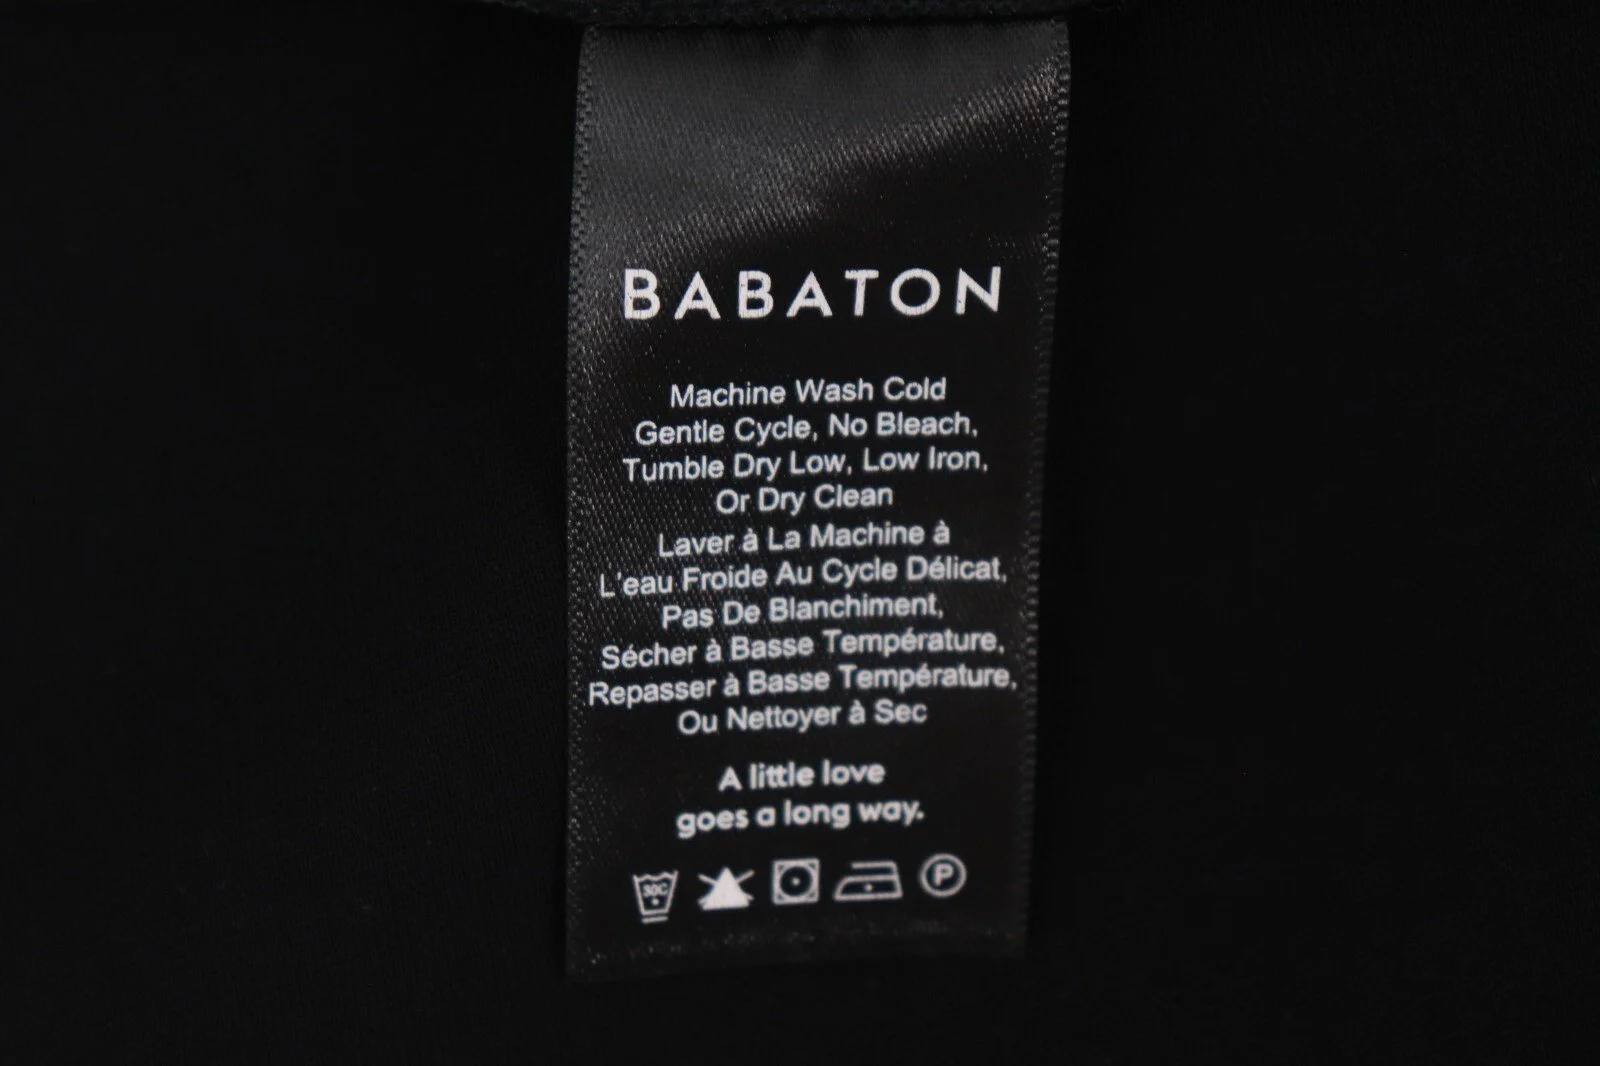 BABATON
Machine Wash Cold
Gentle Cycle, No Bleach,
Tumble Dry Low, Low Iron,
Or Dry Clean
Laver à La Machine à
L'eau Froide Au Cycle Délicat,
Pas De Blanchiment,
Sécher à Basse Température,
Repasser à Basse Température,
Ou Nettoyer à Sec
A little love
goes a long way.
30C P